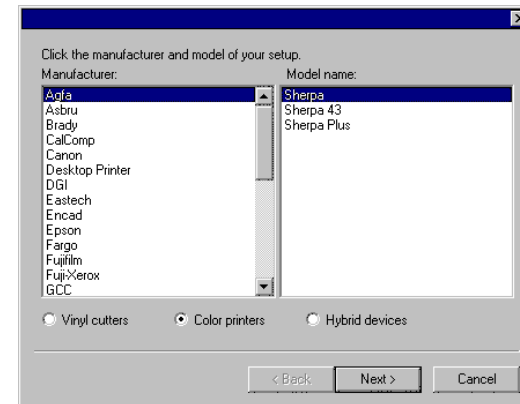 Click the manufacturer and model of your setup.
Manufacturer:
Agfa
Asbru
Brady
CalComp
Canon
Desktop Printer
DGI
Eastech
Encad
Epson
Fargo
Fujifilm
Fuji-Xerox
GCC
Model name:
Sherpa
Sherpa 43
Sherpa Plus
Vinyl cutters Color printers Hybrid devices
< Back Next > Cancel